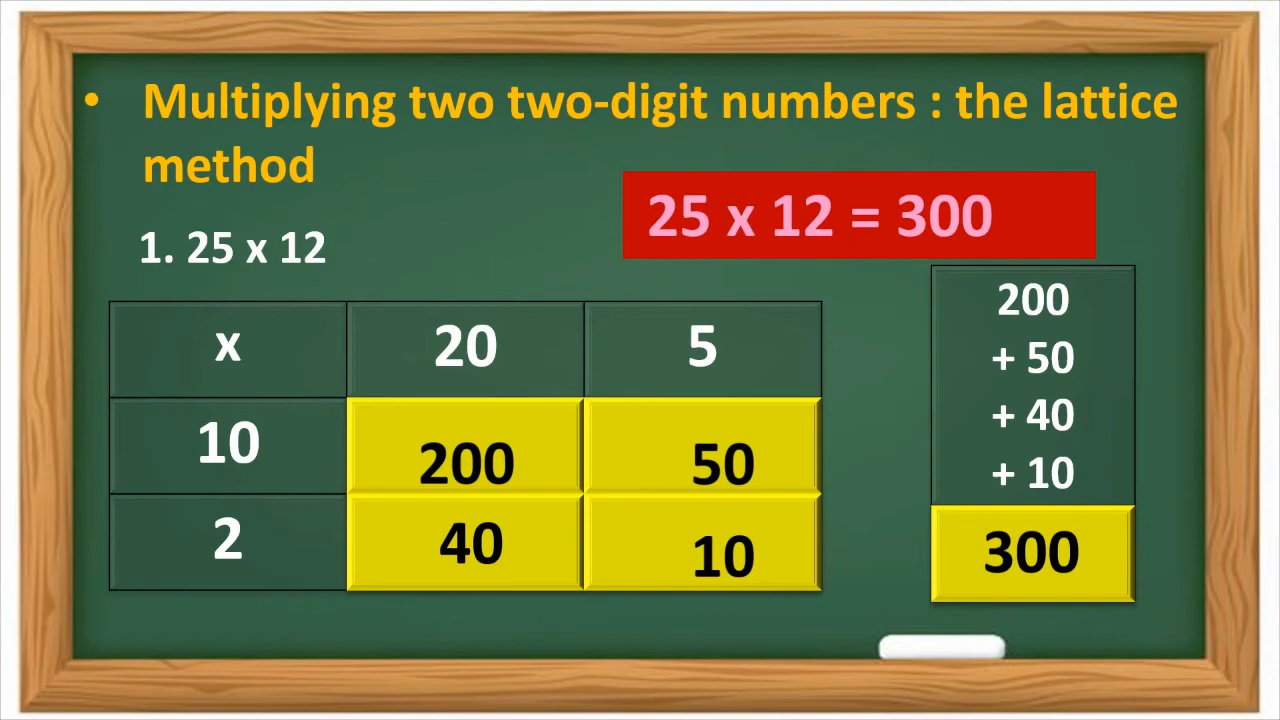 • Multiplying two two-digit numbers : the lattice
method
25 x 12 = 300
1. 25 x 12
x 20 5
10 200 50
2 40 10
200
+ 50
+ 40
+ 10
300